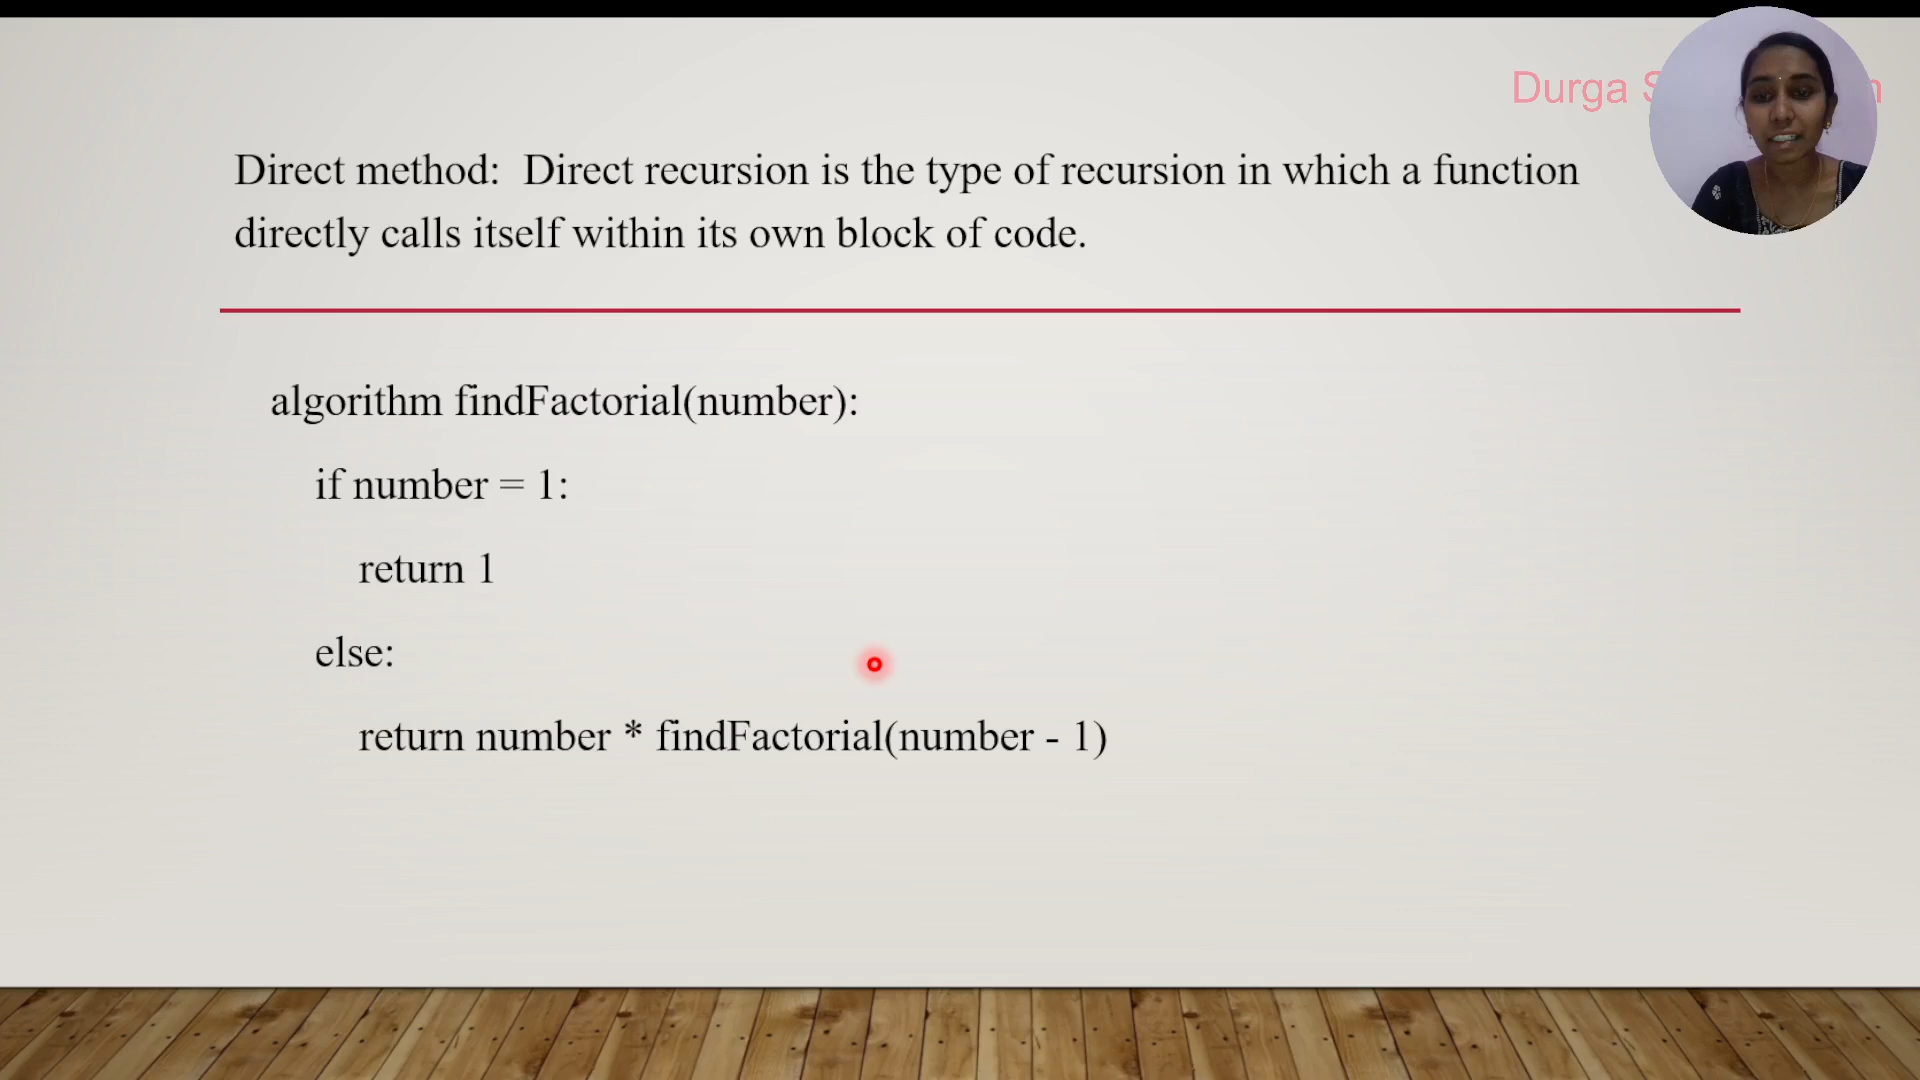 Durga
Direct method:  Direct recursion is the type of recursion in which a function
directly calls itself within its own block of code.
algorithm findFactorial(number):
if number = 1:
return 1
else:
return number * findFactorial(number - 1)